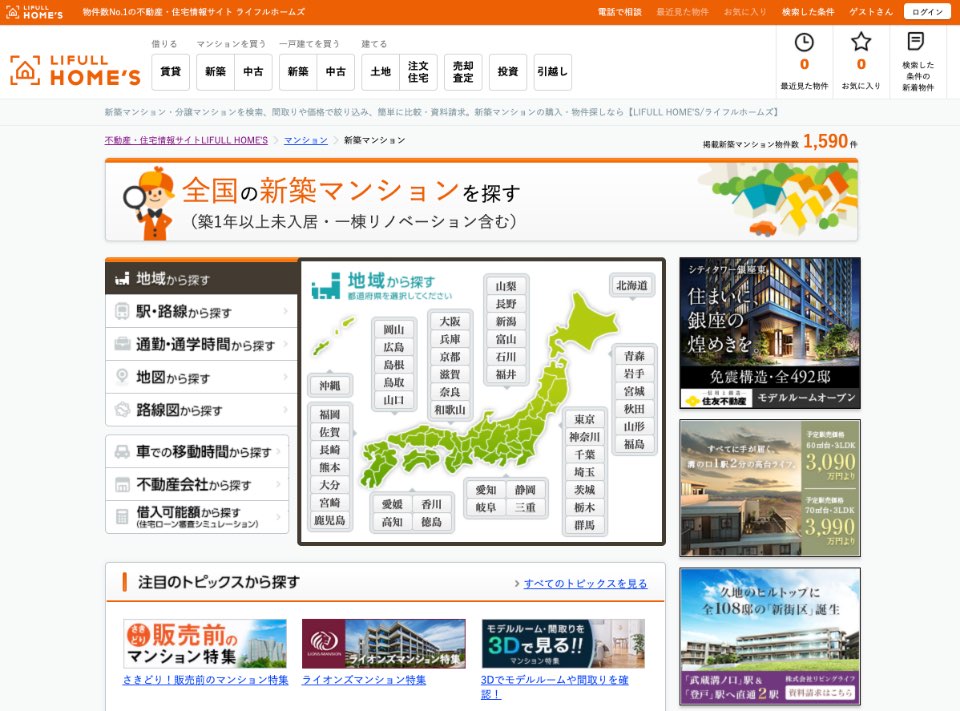 LIFULL HOME'S
物件数No.1の不動産・住宅情報サイト ライフルホームズ
電話で相談 最近見た物件 お気に入り 検索した条件 ゲストさん ログイン
LIFULL
HOME'S
借りる マンションを買う 一戸建てを買う 建てる
賃貸 新築 中古 新築 中古 土地 注文住宅 売却査定 投資 引越し
0
最近見た物件
0
お気に入り
検索した
条件の
新着物件
新築マンション・分譲マンションを検索、間取りや価格で絞り込み、簡単に比較・資料請求。新築マンションの購入・物件探しなら【LIFULL HOME'S/ライフルホームズ】
不動産・住宅情報サイトLIFULL HOME'S > マンション > 新築マンション
掲載新築マンション物件数 1,590 件
全国の新築マンションを探す
（築1年以上未入居・一棟リノベーション含む）
地域から探す
駅・路線から探す
通勤・通学時間から探す
地図から探す
路線図から探す
車での移動時間から探す
不動産会社から探す
借入可能額から探す
(住宅ローン審査シミュレーション)
地域から探す
都道府県を選択してください
北海道
青森
岩手
宮城
秋田
山形
福島
山梨
長野
新潟
富山
石川
福井
大阪
兵庫
京都
滋賀
奈良
和歌山
岡山
広島
島根
鳥取
山口
沖縄
福岡
佐賀
長崎
熊本
大分
宮崎
鹿児島
愛媛 香川
高知 徳島
愛知 静岡
岐阜 三重
東京
神奈川
千葉
埼玉
茨城
栃木
群馬
シティタワー銀座東
住まいに、
銀座の
煌めきを。
免震構造・全492邸
住友不動産 モデルルームオープン
すべてに手が届く、
溝の口1駅2分の高台ライフ。
予定販売価格
60㎡台・3LDK
3,090
万円より
予定販売価格
70㎡台・3LDK
3,990
万円より
久地のヒルトップに
全108邸の「新街区」誕生
「武蔵溝ノ口」駅&
「登戸」駅へ直通2駅
株式会社リビングライフ
資料請求はこちら
注目のトピックスから探す
すべてのトピックスを見る
さきどり 販売前の
マンション特集
LIONS MANSION
ライオンズマンション特集
モデルルーム・間取りを
3Dで見る!!
マンション特集
さきどり！販売前のマンション特集
ライオンズマンション特集
3Dでモデルルームや間取りを確
認！